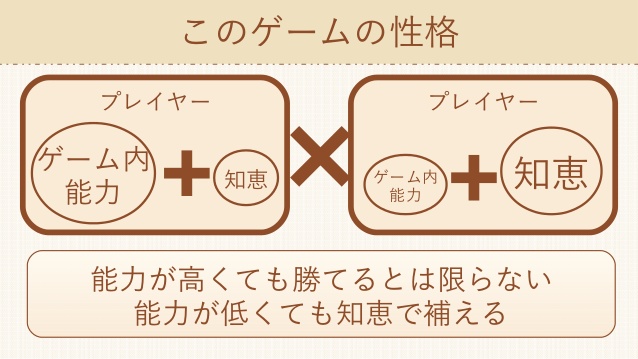 このゲームの性格
プレイヤー
ゲーム内
能力
知恵
プレイヤー
ゲーム内
能力
知恵
能力が高くても勝てるとは限らない
能力が低くても知恵で補える